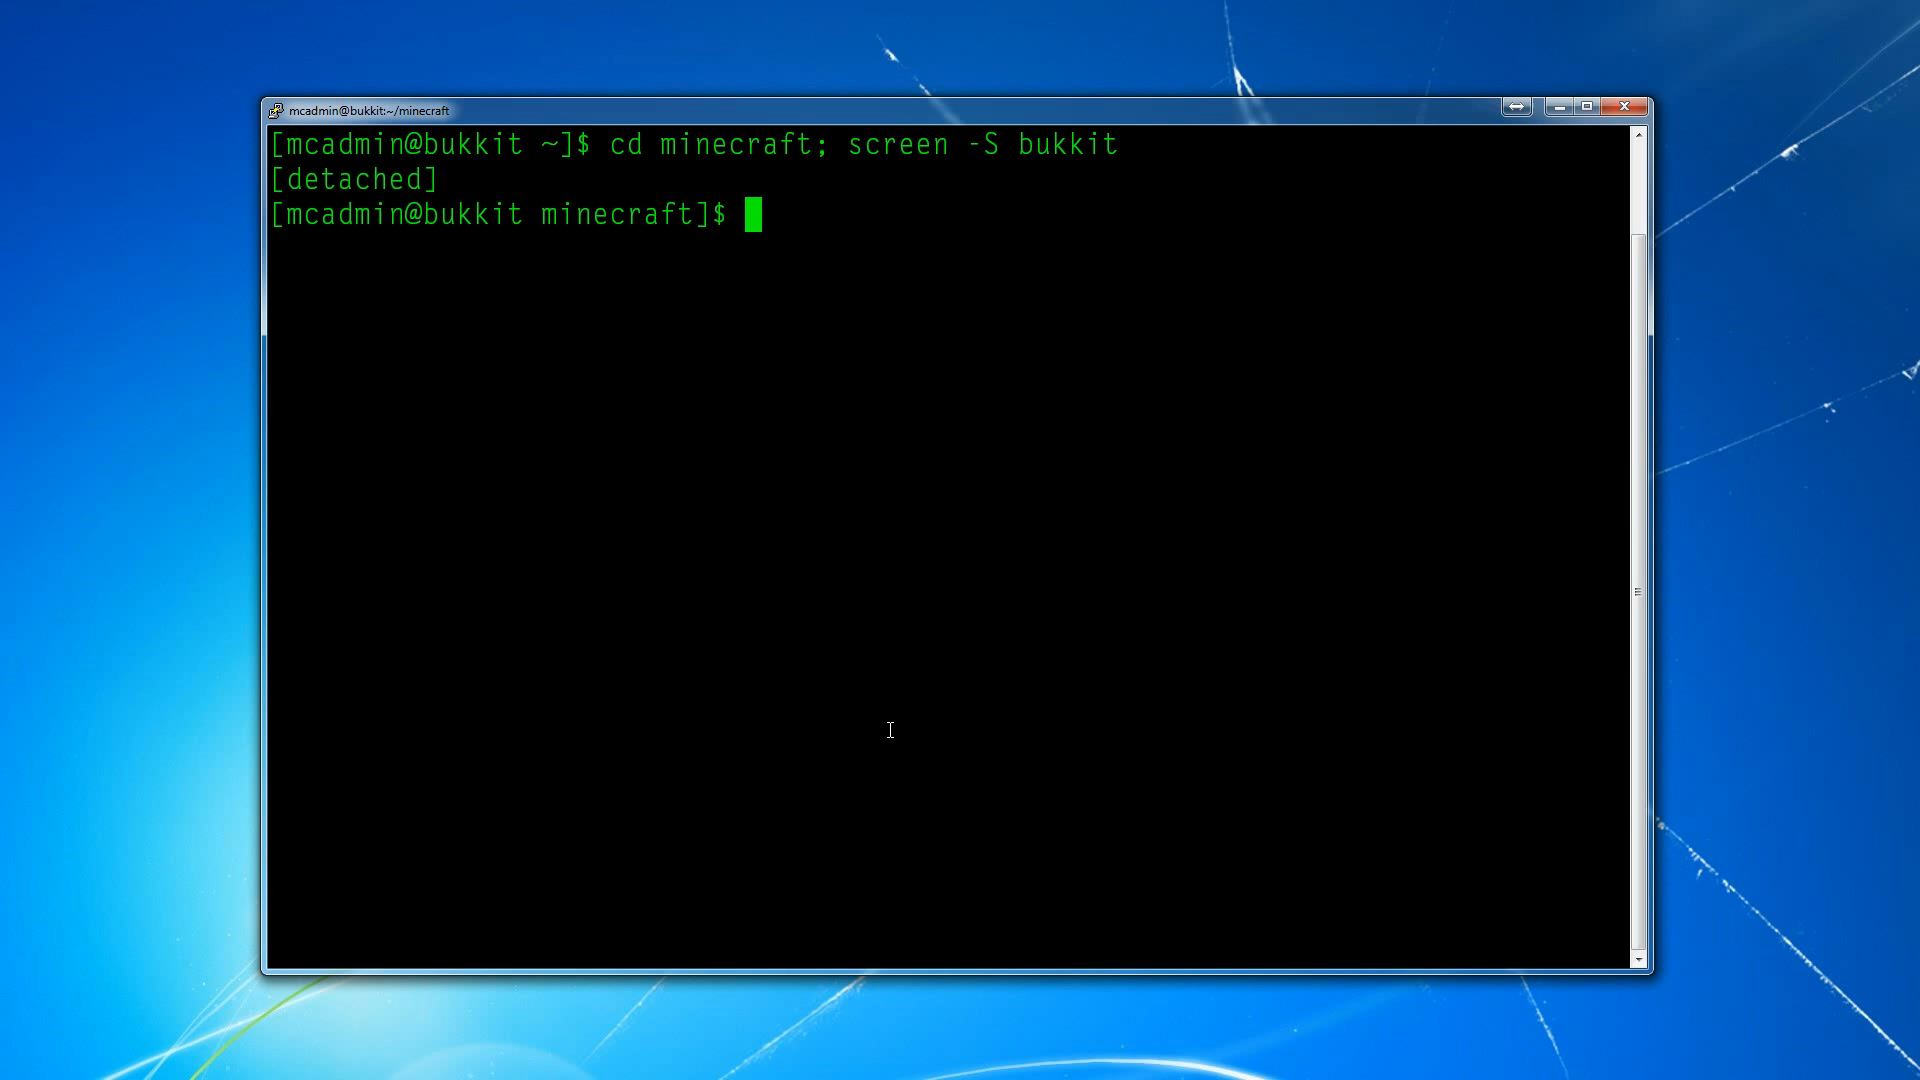 mcadmin@bukkit:~/minecraft
[mcadmin@bukkit ~]$ cd minecraft; screen -S bukkit
[detached]
[mcadmin@bukkit minecraft]$